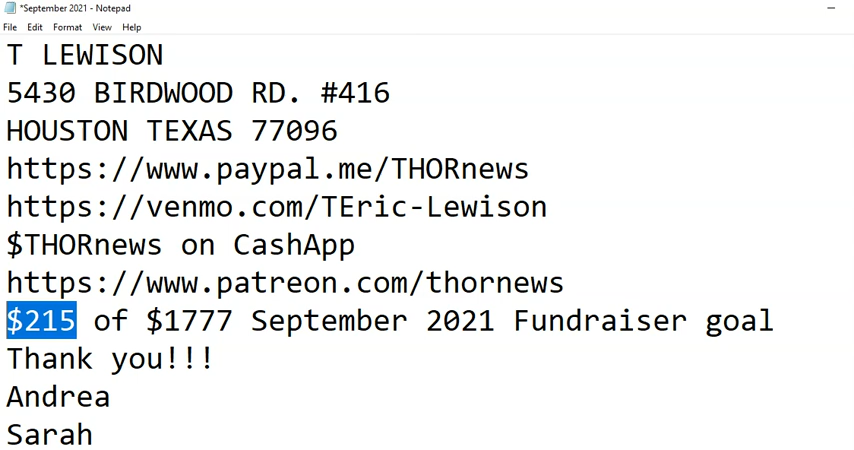 *September 2021 - Notepad
File Edit Format View Help
T LEWISON
5430 BIRDWOOD RD. #416
HOUSTON TEXAS 77096
https://www.paypal.me/THORnews
https://venmo.com/TEric-Lewison
$THORnews on CashApp
https://www.patreon.com/thornews
$215 of $1777 September 2021 Fundraiser goal
Thank you!!!
Andrea
Sarah